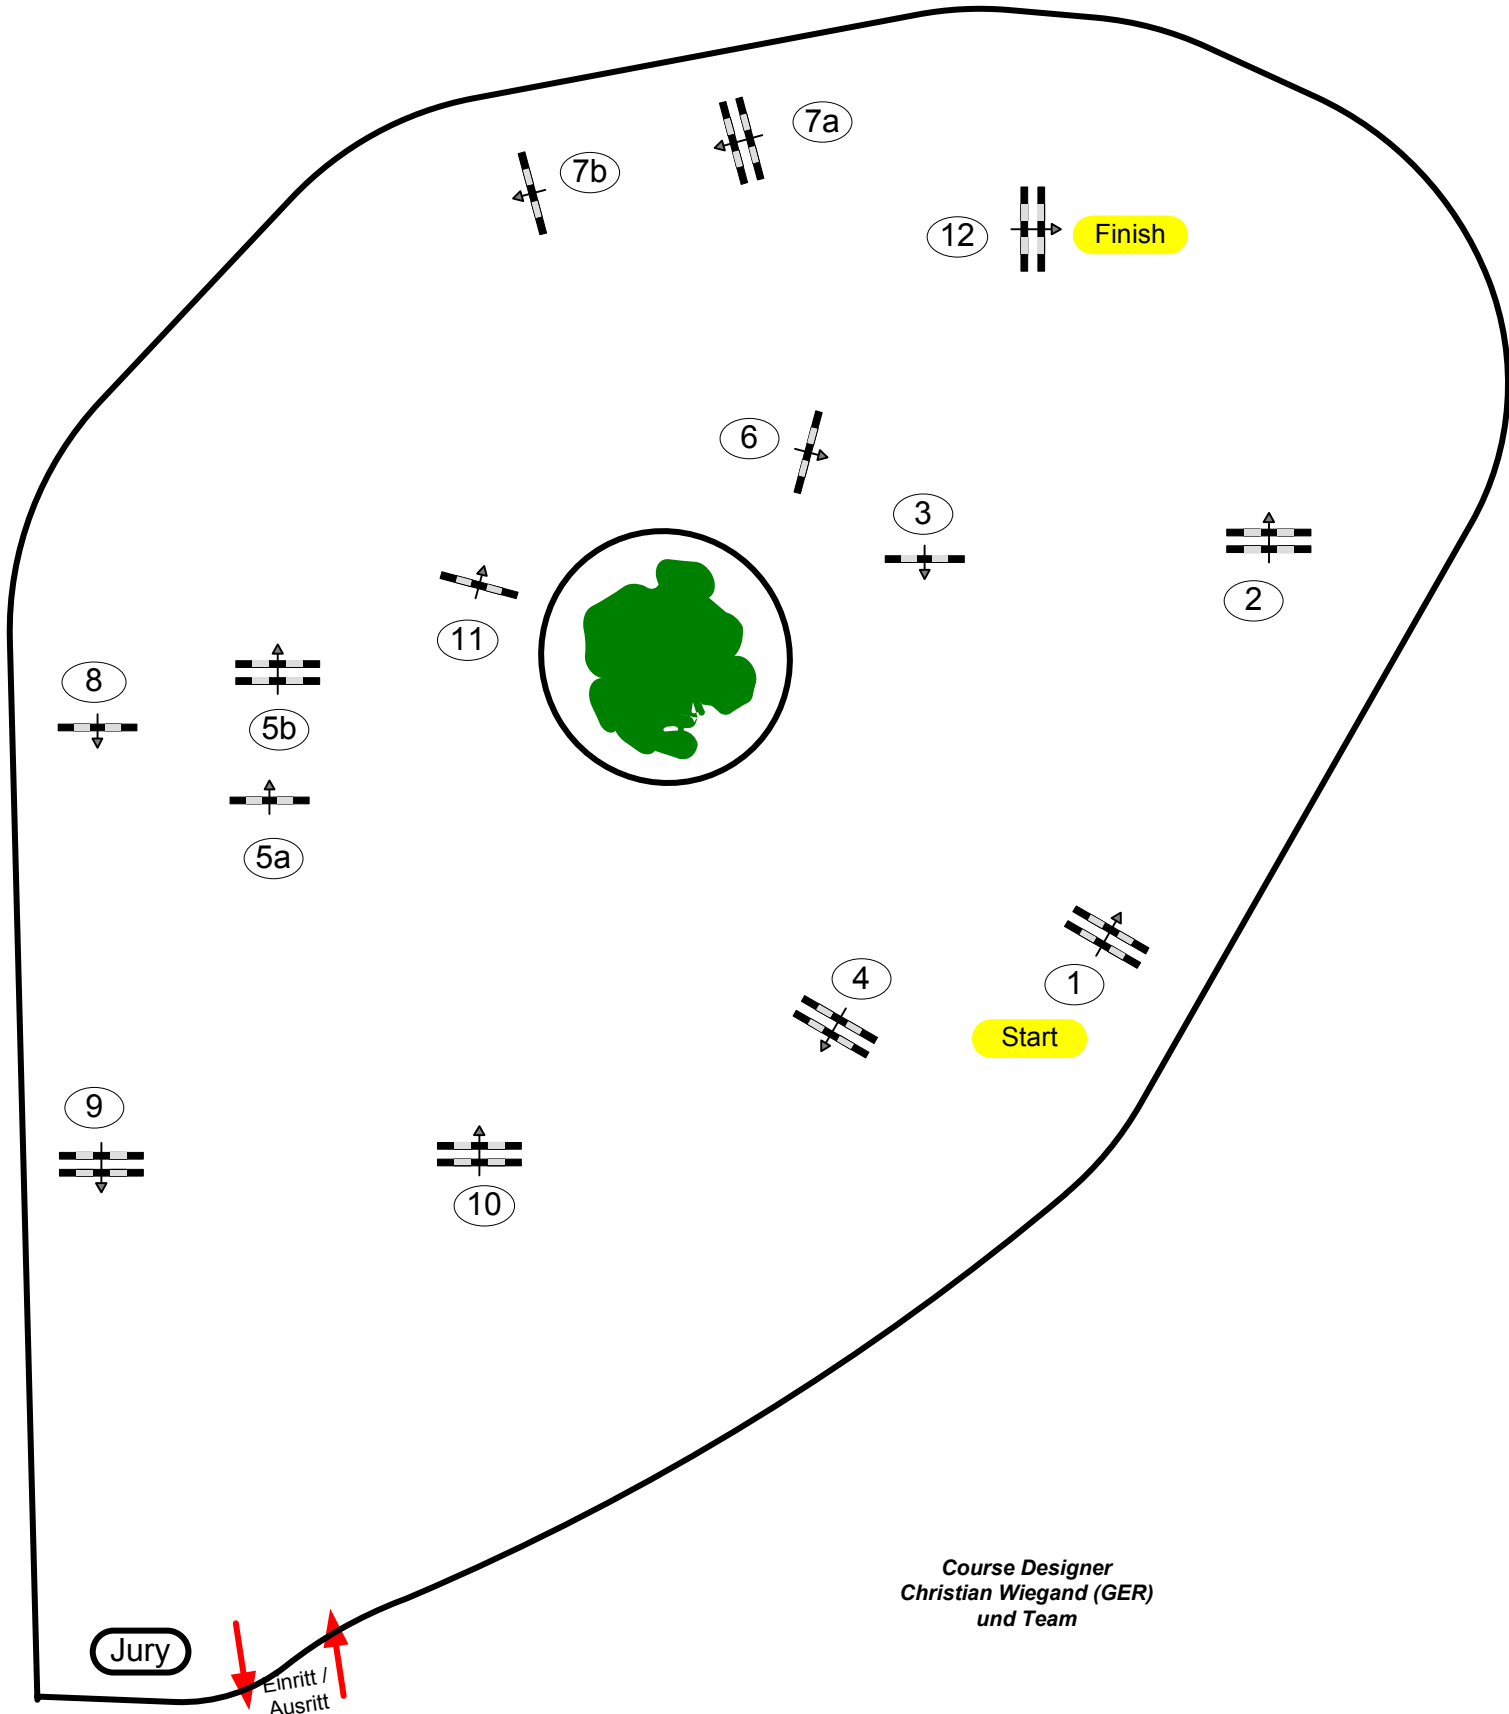 7a
7b
12
Finish
6
3
2
11
8
5b
5a
1
4
Start
9
10
Course Designer
Christian Wiegand (GER)
und Team
Jury
Einritt /
Ausritt